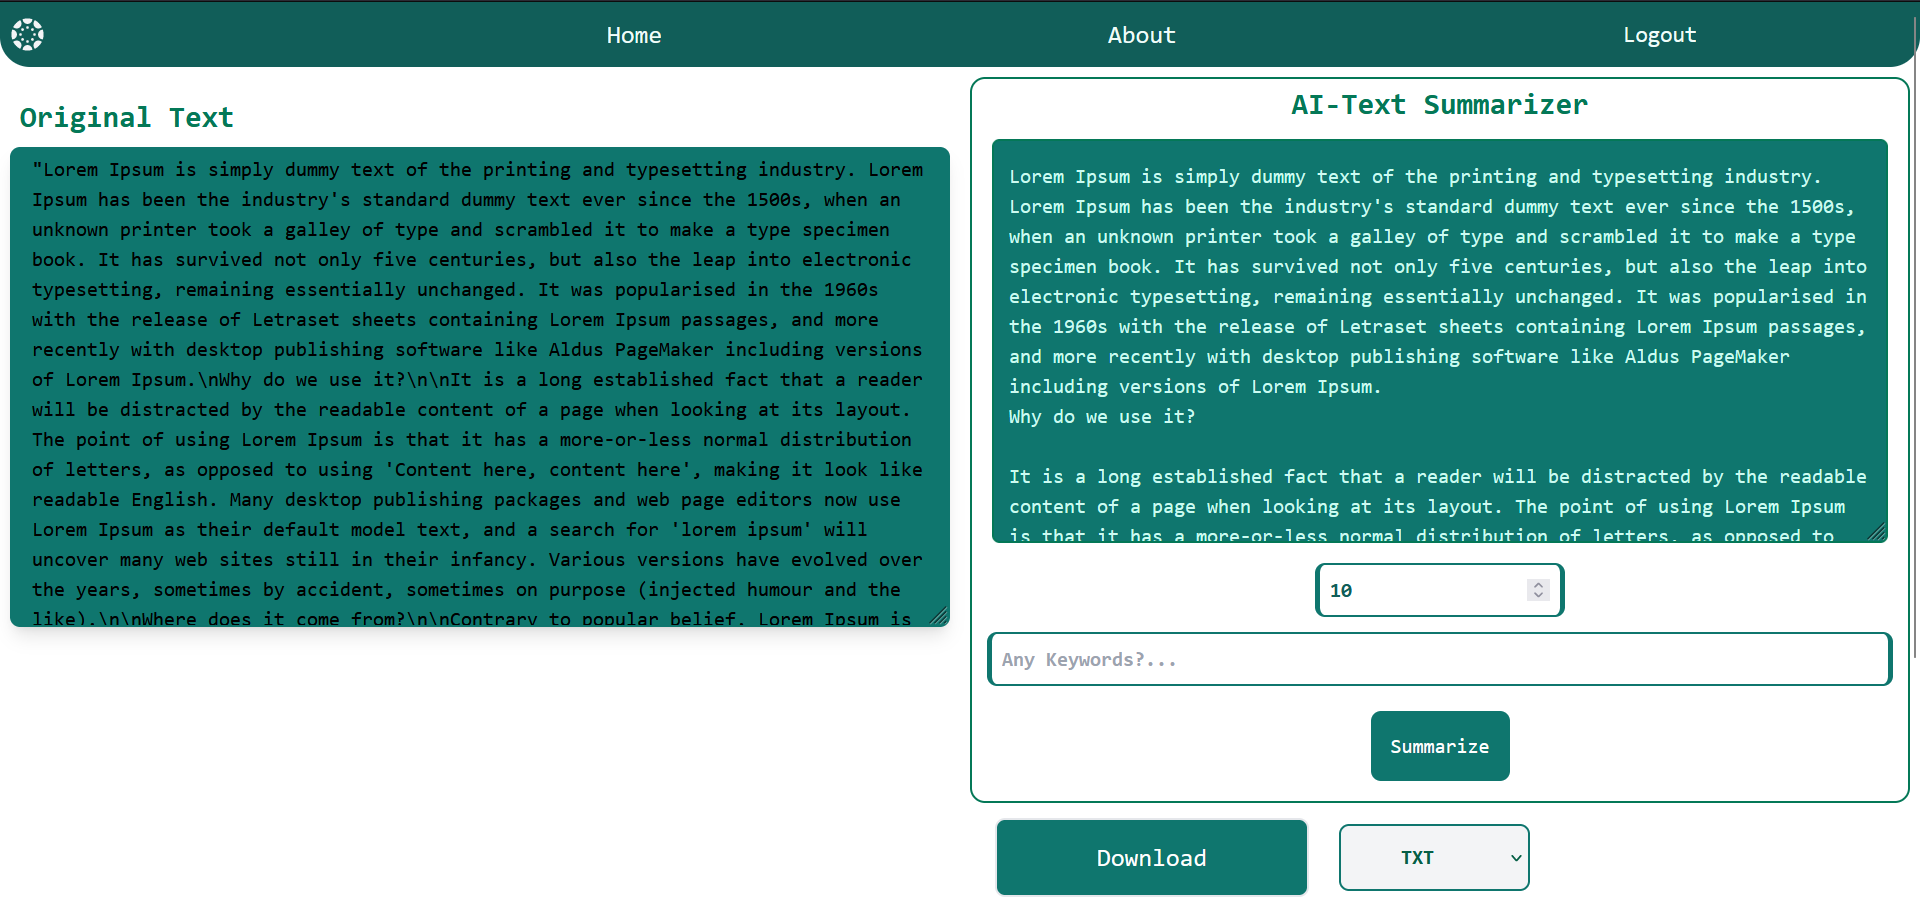 Home
About
Logout
Original Text
"Lorem Ipsum is simply dummy text of the printing and typesetting industry. Lorem
Ipsum has been the industry's standard dummy text ever since the 1500s, when an
unknown printer took a galley of type and scrambled it to make a type specimen
book. It has survived not only five centuries, but also the leap into electronic
typesetting, remaining essentially unchanged. It was popularised in the 1960s
with the release of Letraset sheets containing Lorem Ipsum passages, and more
recently with desktop publishing software like Aldus PageMaker including versions
of Lorem Ipsum.\nWhy do we use it?\n\nIt is a long established fact that a reader
will be distracted by the readable content of a page when looking at its layout.
The point of using Lorem Ipsum is that it has a more-or-less normal distribution
of letters, as opposed to using 'Content here, content here', making it look like
readable English. Many desktop publishing packages and web page editors now use
Lorem Ipsum as their default model text, and a search for 'lorem ipsum' will
uncover many web sites still in their infancy. Various versions have evolved over
the years, sometimes by accident, sometimes on purpose (injected humour and the
like).\n\nWhere does it come from?\n\nContrary to popular belief, Lorem Ipsum is
AI-Text Summarizer
Lorem Ipsum is simply dummy text of the printing and typesetting industry.
Lorem Ipsum has been the industry's standard dummy text ever since the 1500s,
when an unknown printer took a galley of type and scrambled it to make a type
specimen book. It has survived not only five centuries, but also the leap into
electronic typesetting, remaining essentially unchanged. It was popularised in
the 1960s with the release of Letraset sheets containing Lorem Ipsum passages,
and more recently with desktop publishing software like Aldus PageMaker
including versions of Lorem Ipsum.
Why do we use it?
It is a long established fact that a reader will be distracted by the readable
content of a page when looking at its layout. The point of using Lorem Ipsum
is that it has a more-or-less normal distribution of letters, as opposed to
10
Any Keywords?...
Summarize
Download
TXT